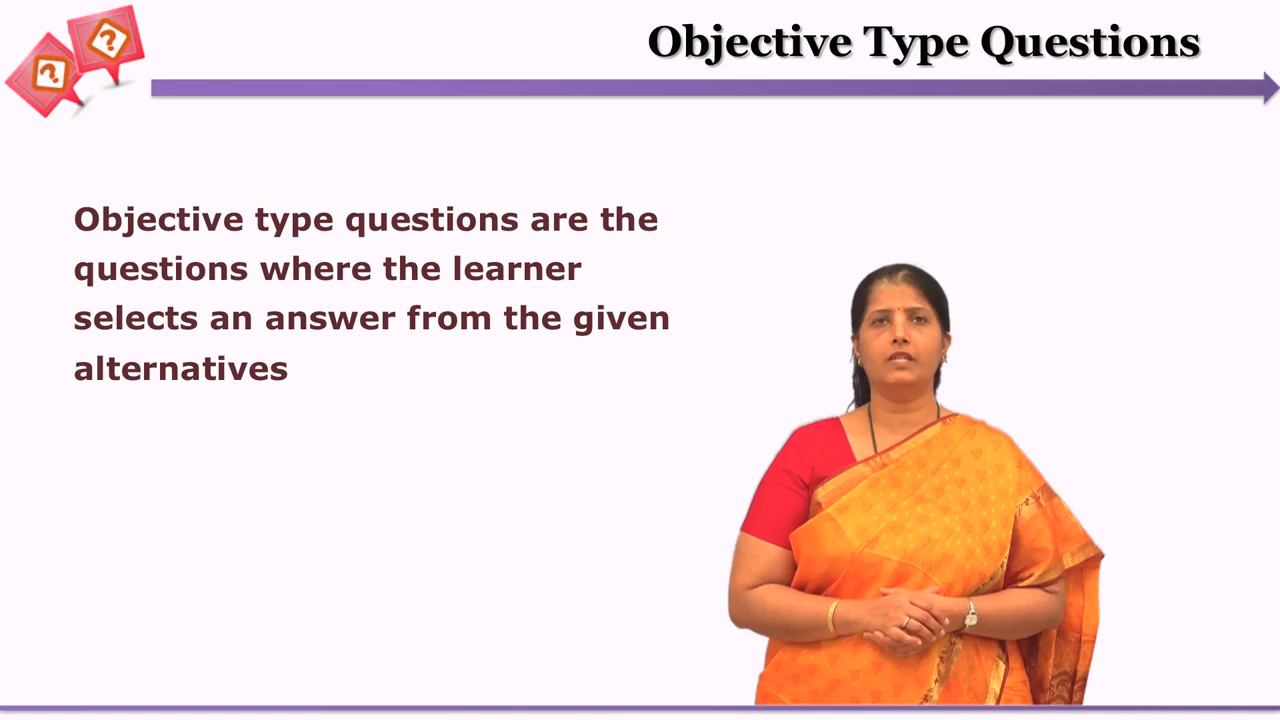 Objective Type Questions
Objective type questions are the
questions where the learner
selects an answer from the given
alternatives